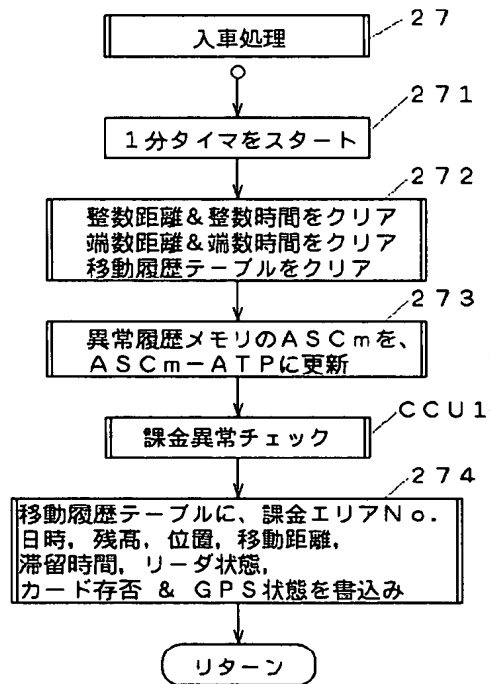 27
入車処理
271
１分タイマをスタート
272
整数距離＆整数時間をクリア
端数距離＆端数時間をクリア
移動履歴テーブルをクリア
273
異常履歴メモリのＡＳＣｍを、
ＡＳＣｍ－ＡＴＰに更新
CCU1
課金異常チェック
274
移動履歴テーブルに、課金エリアＮｏ．
日時，残高，位置，移動距離，
滞留時間，リーダ状態，
カード存否 ＆ ＧＰＳ状態を書込み
リターン